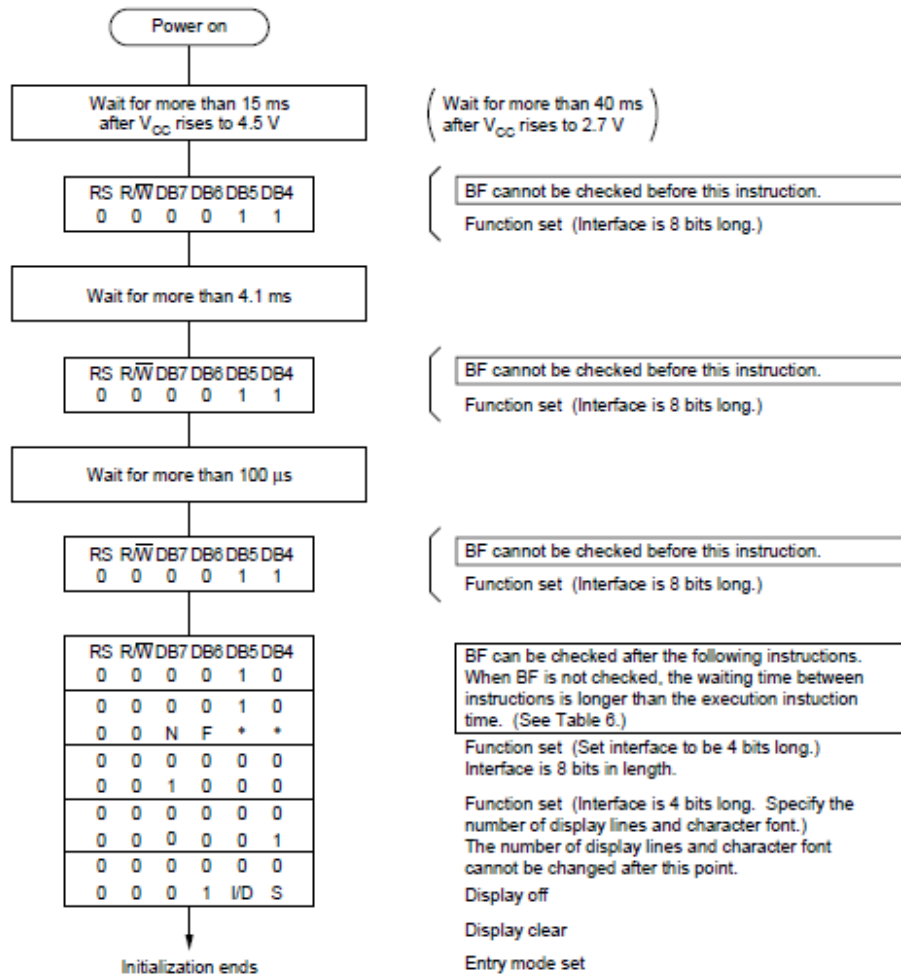 Power on
Wait for more than 15 ms
after VCC rises to 4.5 V
Wait for more than 40 ms
after VCC rises to 2.7 V
RS R/W DB7 DB6 DB5 DB4
0 0 0 0 1 1
BF cannot be checked before this instruction.
Function set (Interface is 8 bits long.)
Wait for more than 4.1 ms
RS R/W DB7 DB6 DB5 DB4
0 0 0 0 1 1
BF cannot be checked before this instruction.
Function set (Interface is 8 bits long.)
Wait for more than 100 µs
RS R/W DB7 DB6 DB5 DB4
0 0 0 0 1 1
BF cannot be checked before this instruction.
Function set (Interface is 8 bits long.)
RS R/W DB7 DB6 DB5 DB4
0 0 0 0 1 0
0 0 0 0 1 0
0 0 N F * *
0 0 0 0 0 0
0 0 1 0 0 0
0 0 0 0 0 0
0 0 0 0 0 1
0 0 0 0 0 0
0 0 0 1 I/D S
BF can be checked after the following instructions.
When BF is not checked, the waiting time between
instructions is longer than the execution instuction
time. (See Table 6.)
Function set (Set interface to be 4 bits long.)
Interface is 8 bits in length.
Function set (Interface is 4 bits long. Specify the
number of display lines and character font.)
The number of display lines and character font
cannot be changed after this point.
Display off
Display clear
Entry mode set
Initialization ends